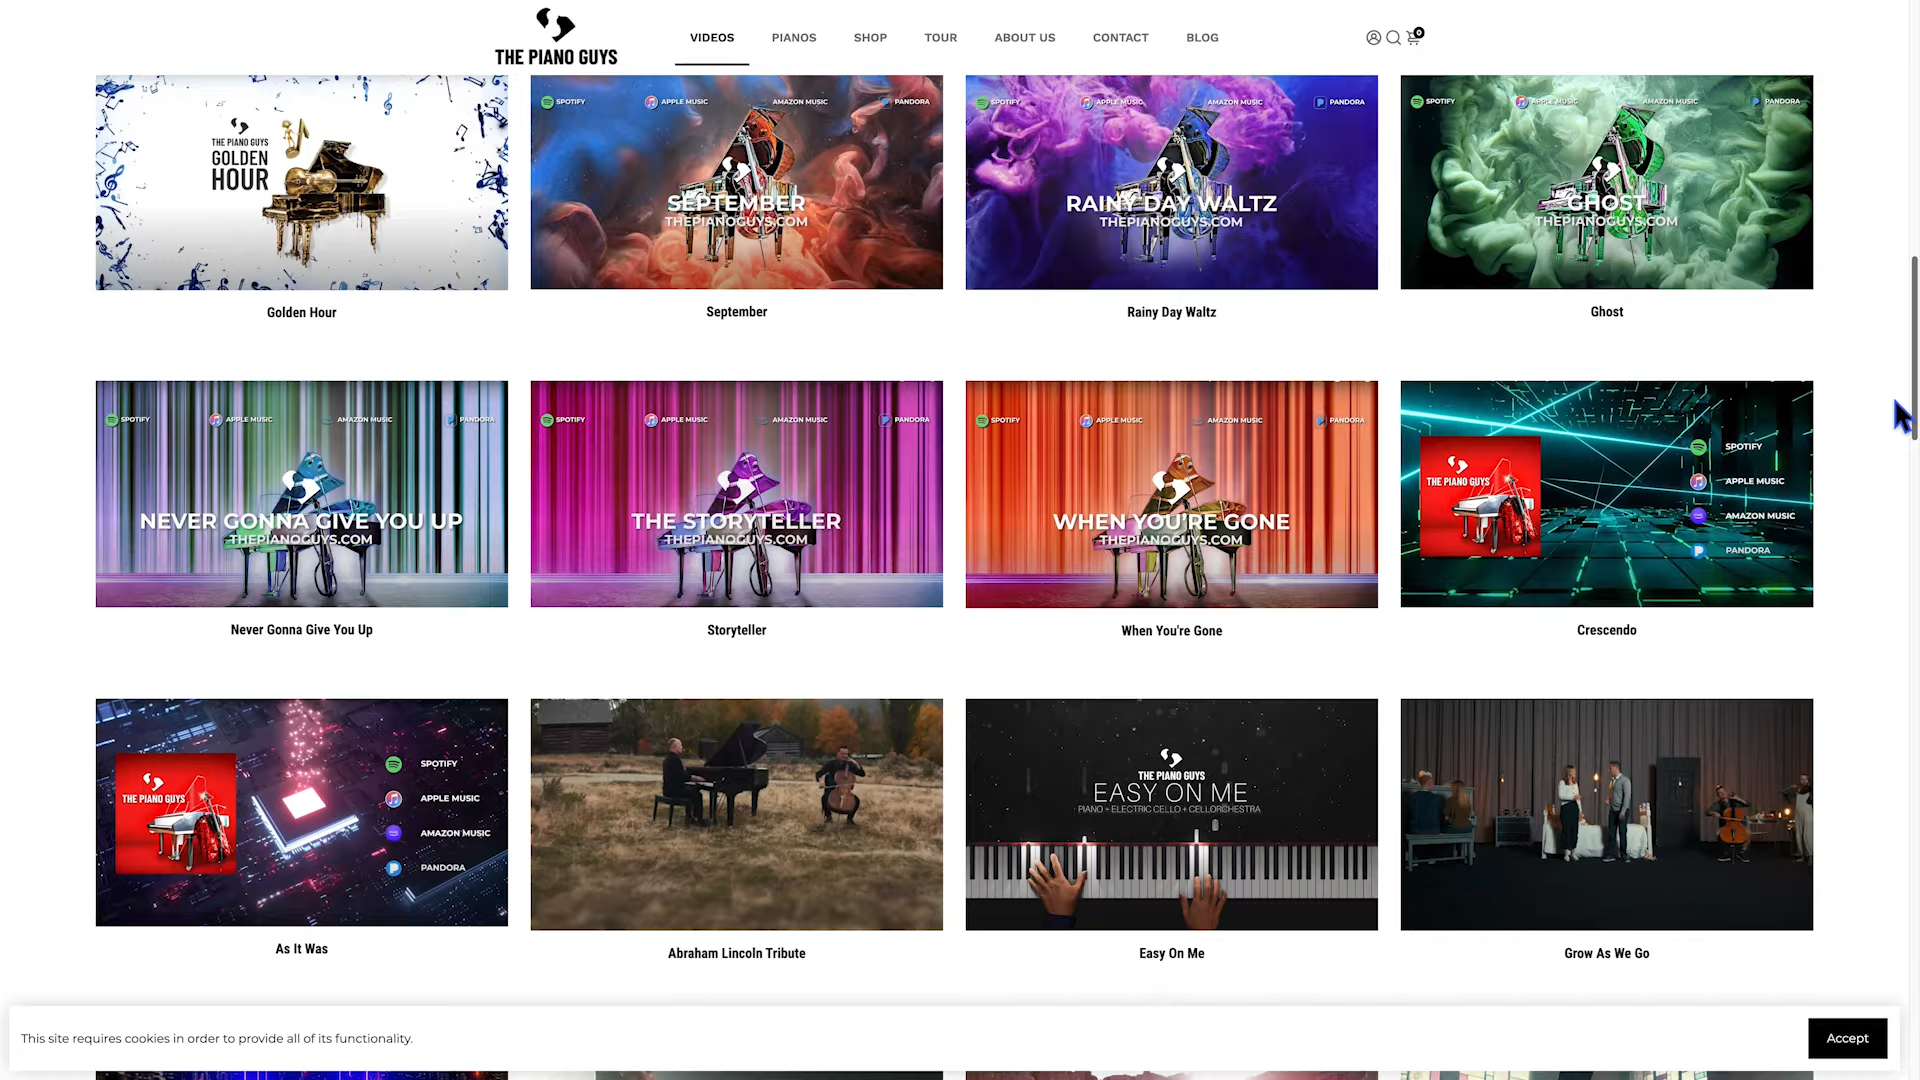 THE PIANO GUYS
VIDEOS
PIANOS
SHOP
TOUR
ABOUT US
CONTACT
BLOG
0
THE PIANO GUYS
GOLDEN
HOUR
SPOTIFY
APPLE MUSIC
AMAZON MUSIC
PANDORA
SEPTEMBER
THEPIANOGUYS.COM
SPOTIFY
APPLE MUSIC
AMAZON MUSIC
PANDORA
RAINY DAY WALTZ
THEPIANOGUYS.COM
SPOTIFY
APPLE MUSIC
AMAZON MUSIC
PANDORA
GHOST
THEPIANOGUYS.COM
Golden Hour
September
Rainy Day Waltz
Ghost
SPOTIFY
APPLE MUSIC
AMAZON MUSIC
PANDORA
NEVER GONNA GIVE YOU UP
THEPIANOGUYS.COM
SPOTIFY
APPLE MUSIC
AMAZON MUSIC
PANDORA
THE STORYTELLER
THEPIANOGUYS.COM
SPOTIFY
APPLE MUSIC
AMAZON MUSIC
PANDORA
WHEN YOU'RE GONE
THEPIANOGUYS.COM
THE PIANO GUYS
SPOTIFY
APPLE MUSIC
AMAZON MUSIC
PANDORA
Never Gonna Give You Up
Storyteller
When You're Gone
Crescendo
THE PIANO GUYS
SPOTIFY
APPLE MUSIC
AMAZON MUSIC
PANDORA
THE PIANO GUYS
EASY ON ME
PIANO + ELECTRIC CELLO + CELLORCHESTRA
As It Was
Abraham Lincoln Tribute
Easy On Me
Grow As We Go
This site requires cookies in order to provide all of its functionality.
Accept